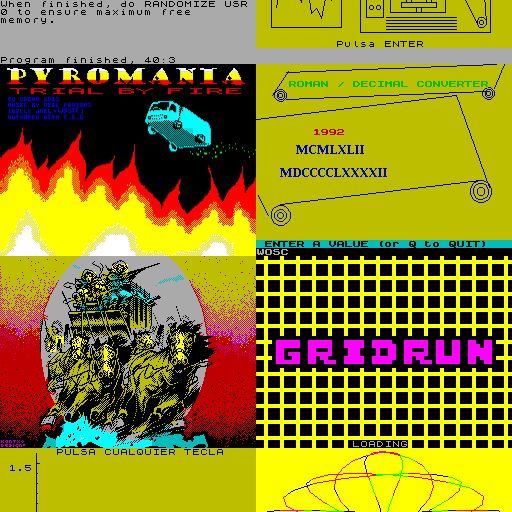 When finished, do RANDOMIZE USR
0 to ensure maximum free
memory.
Program finished, 40:3
Pulsa ENTER
PYROMANIA
TRIAL BY FIRE
ROMAN / DECIMAL CONVERTER
1992
MCMLXLII
MDCCCCLXXXXII
ENTER A VALUE (or Q to QUIT)
WOSC
GRIDRUN
LOADING
PULSA CUALQUIER TECLA
1.5